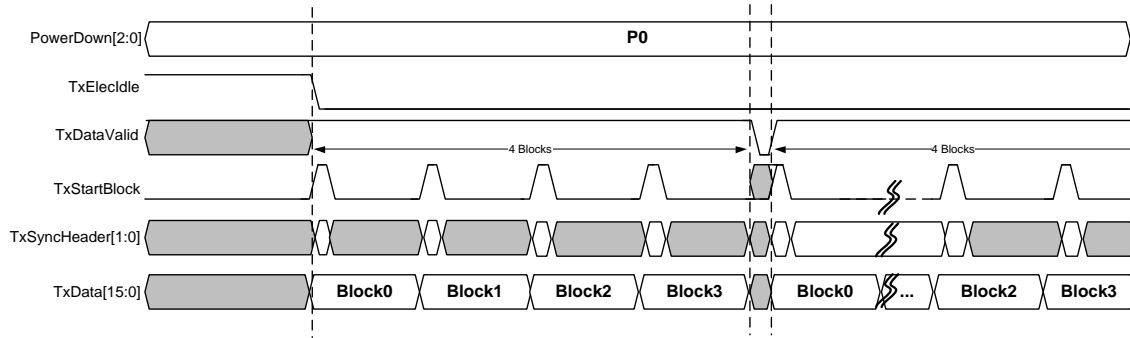 PowerDown[2:0]
P0
TxElecIdle
TxDataValid
4 Blocks
4 Blocks
TxStartBlock
TxSyncHeader[1:0]
TxData[15:0]
Block0
Block1
Block2
Block3
Block0
...
Block2
Block3